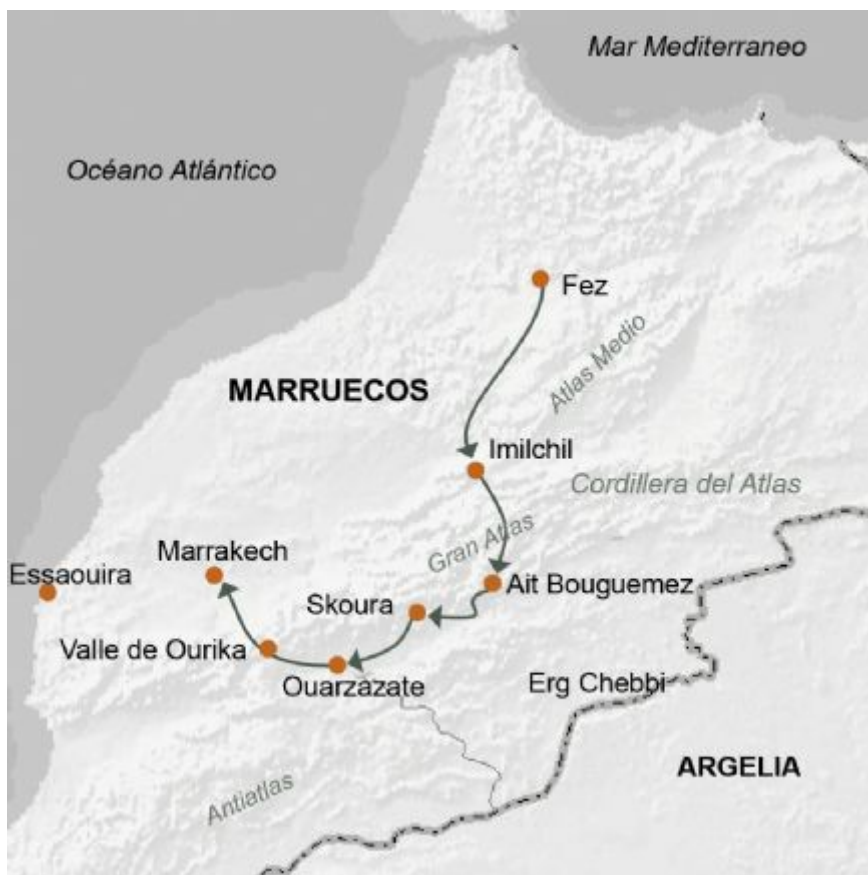 Mar Mediterraneo
Océano Atlántico
Fez
Atlas Medio
MARRUECOS
Imilchil
Cordillera del Atlas
Gran Atlas
Marrakech
Essaouira
Ait Bouguemez
Skoura
Valle de Ourika
Ouarzazate
Erg Chebbi
ARGELIA
Antiatlas